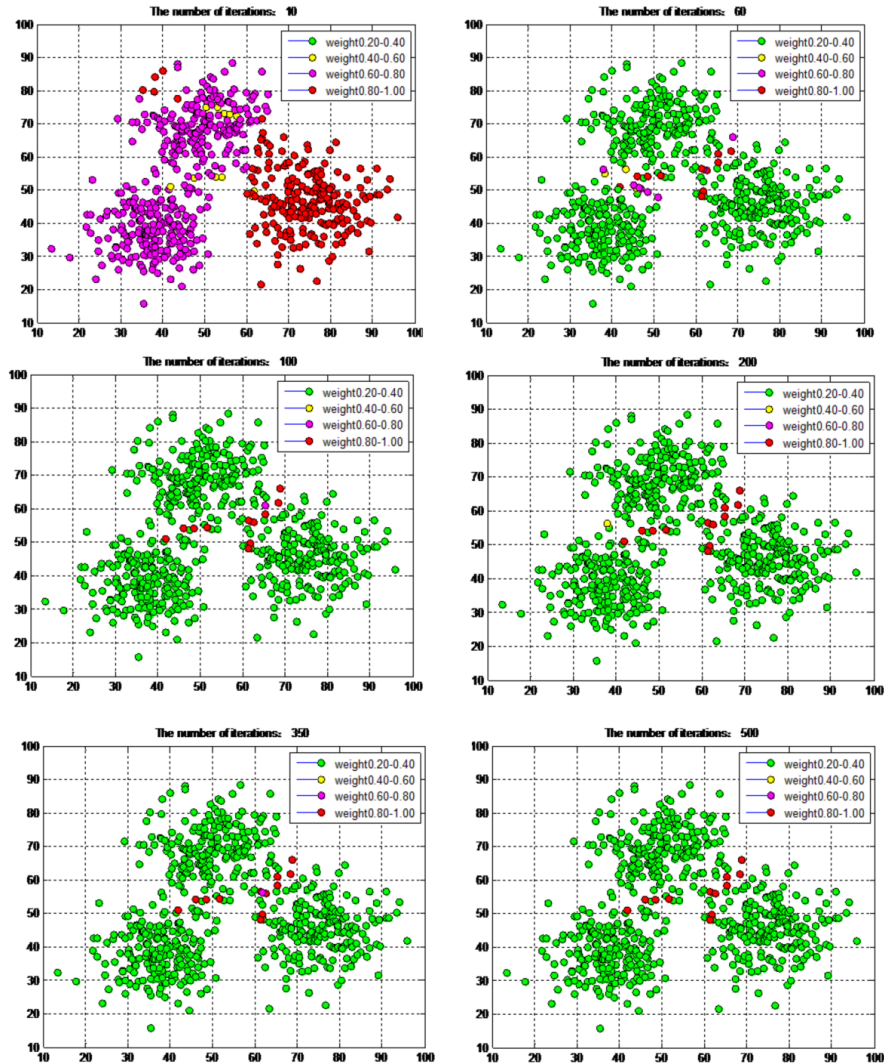 The number of iterations: 10
100
90
80
70
60
50
40
30
20
10
10 20 30 40 50 60 70 80 90 100
weight0.20-0.40
weight0.40-0.60
weight0.60-0.80
weight0.80-1.00
The number of iterations: 60
100
90
80
70
60
50
40
30
20
10
10 20 30 40 50 60 70 80 90 100
weight0.20-0.40
weight0.40-0.60
weight0.60-0.80
weight0.80-1.00
The number of iterations: 100
100
90
80
70
60
50
40
30
20
10
10 20 30 40 50 60 70 80 90 100
weight0.20-0.40
weight0.40-0.60
weight0.60-0.80
weight0.80-1.00
The number of iterations: 200
100
90
80
70
60
50
40
30
20
10
10 20 30 40 50 60 70 80 90 100
weight0.20-0.40
weight0.40-0.60
weight0.60-0.80
weight0.80-1.00
The number of iterations: 350
100
90
80
70
60
50
40
30
20
10
10 20 30 40 50 60 70 80 90 100
weight0.20-0.40
weight0.40-0.60
weight0.60-0.80
weight0.80-1.00
The number of iterations: 500
100
90
80
70
60
50
40
30
20
10
10 20 30 40 50 60 70 80 90 100
weight0.20-0.40
weight0.40-0.60
weight0.60-0.80
weight0.80-1.00